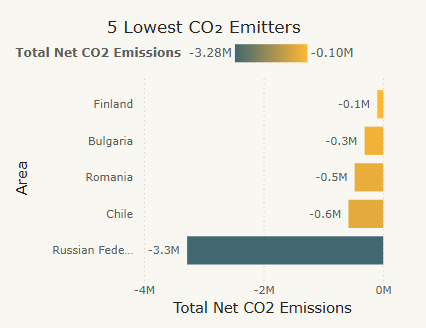 5 Lowest CO₂ Emitters
Total Net CO2 Emissions -3.28M -0.10M
Finland -0.1M
Bulgaria -0.3M
Romania -0.5M
Chile -0.6M
Russian Fede... -3.3M
Area
-4M -2M 0M
Total Net CO2 Emissions